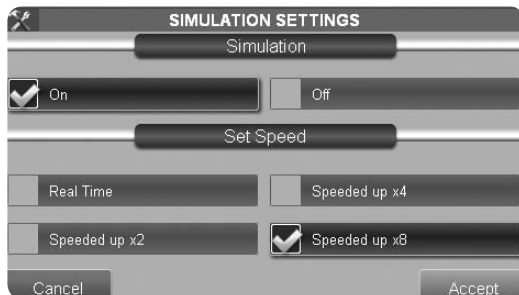 SIMULATION SETTINGS
Simulation
On
Off
Set Speed
Real Time
Speeded up x4
Speeded up x2
Speeded up x8
Cancel
Accept